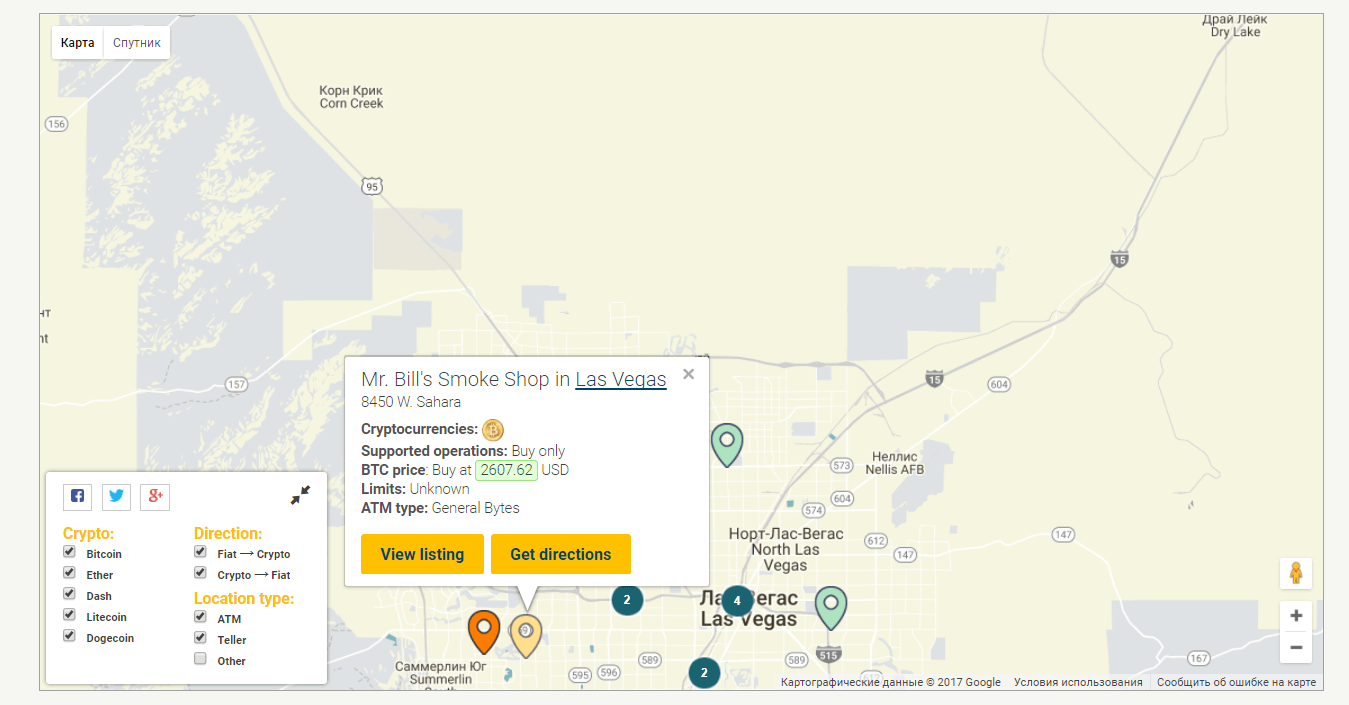 Карта
Спутник
Драй Лейк
Dry Lake
Корн Крик
Corn Creek
156
95
15
нт
nt
157
15
604
Mr. Bill's Smoke Shop in Las Vegas
8450 W. Sahara
Cryptocurrencies:
Supported operations: Buy only
BTC price: Buy at 2607.62 USD
Limits: Unknown
ATM type: General Bytes
View listing
Get directions
Неллис
Nellis AFB
573
604
574
Норт-Лас-Вегас
North Las
Vegas
612
147
147
Crypto:
Bitcoin
Ether
Dash
Litecoin
Dogecoin
Direction:
Fiat ⟶ Crypto
Crypto ⟶ Fiat
Location type:
ATM
Teller
Other
2
4
Las Vegas
515
589
589
595
596
2
167
Саммерлин Юг
Summerlin
Картографические данные © 2017 Google
Условия использования
Сообщить об ошибке на карте